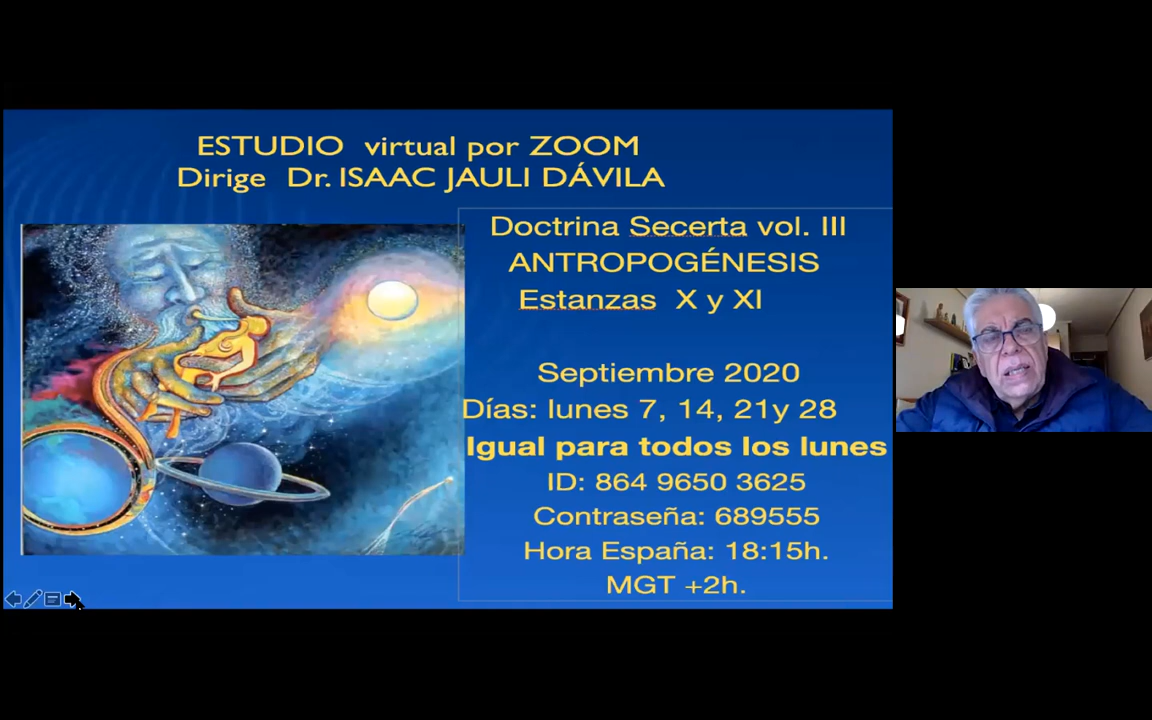 ESTUDIO virtual por ZOOM
Dirige Dr. ISAAC JAULI DÁVILA
Doctrina Secerta vol. III
ANTROPOGÉNESIS
Estanzas X y XI
Septiembre 2020
Días: lunes 7, 14, 21y 28
Igual para todos los lunes
ID: 864 9650 3625
Contraseña: 689555
Hora España: 18:15h.
MGT +2h.